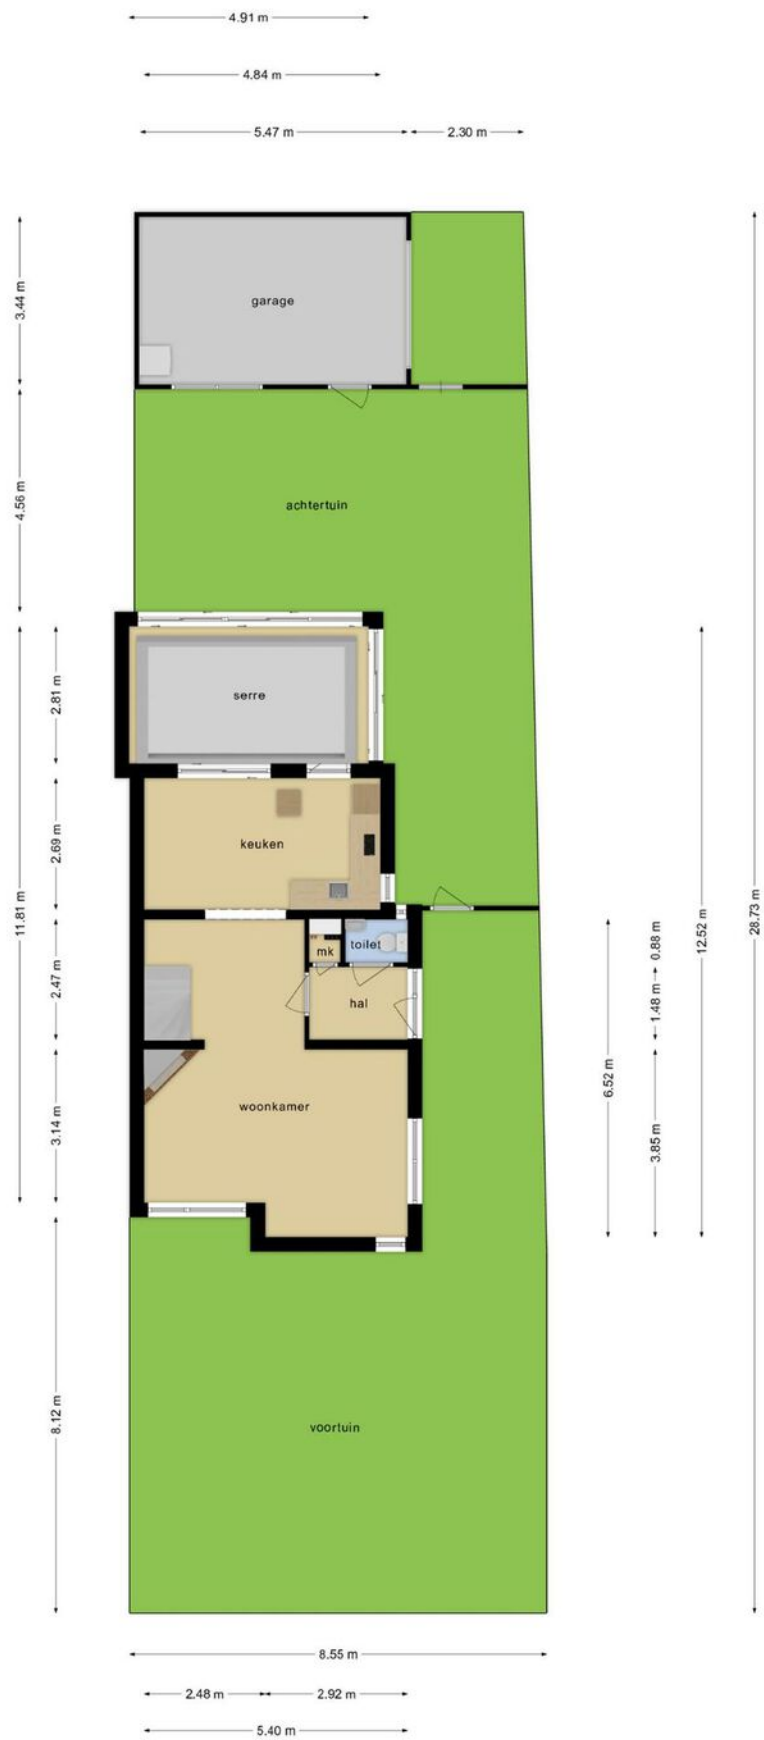 4.91 m
4.84 m
5.47 m
2.30 m
3.44 m
garage
4.56 m
achtertuin
2.81 m
serre
2.69 m
keuken
11.81 m
12.52 m
28.73 m
2.47 m
mk
toilet
0.88 m
1.48 m
hal
6.52 m
3.14 m
woonkamer
3.85 m
8.12 m
voortuin
8.55 m
2.48 m
2.92 m
5.40 m